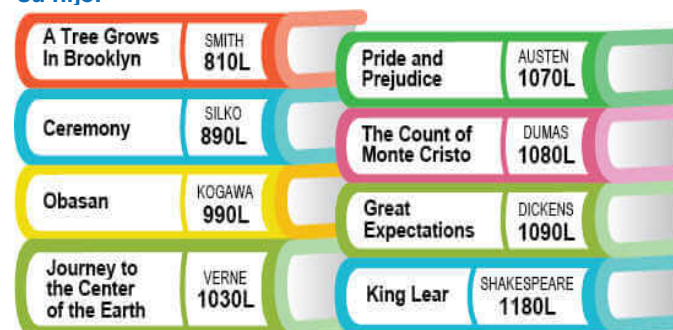 A Tree Grows
In Brooklyn
SMITH
810L
Ceremony
SILKO
890L
Obasan
KOGAWA
990L
Journey to
the Center
of the Earth
VERNE
1030L
Pride and
Prejudice
AUSTEN
1070L
The Count of
Monte Cristo
DUMAS
1080L
Great
Expectations
DICKENS
1090L
King Lear
SHAKESPEARE
1180L